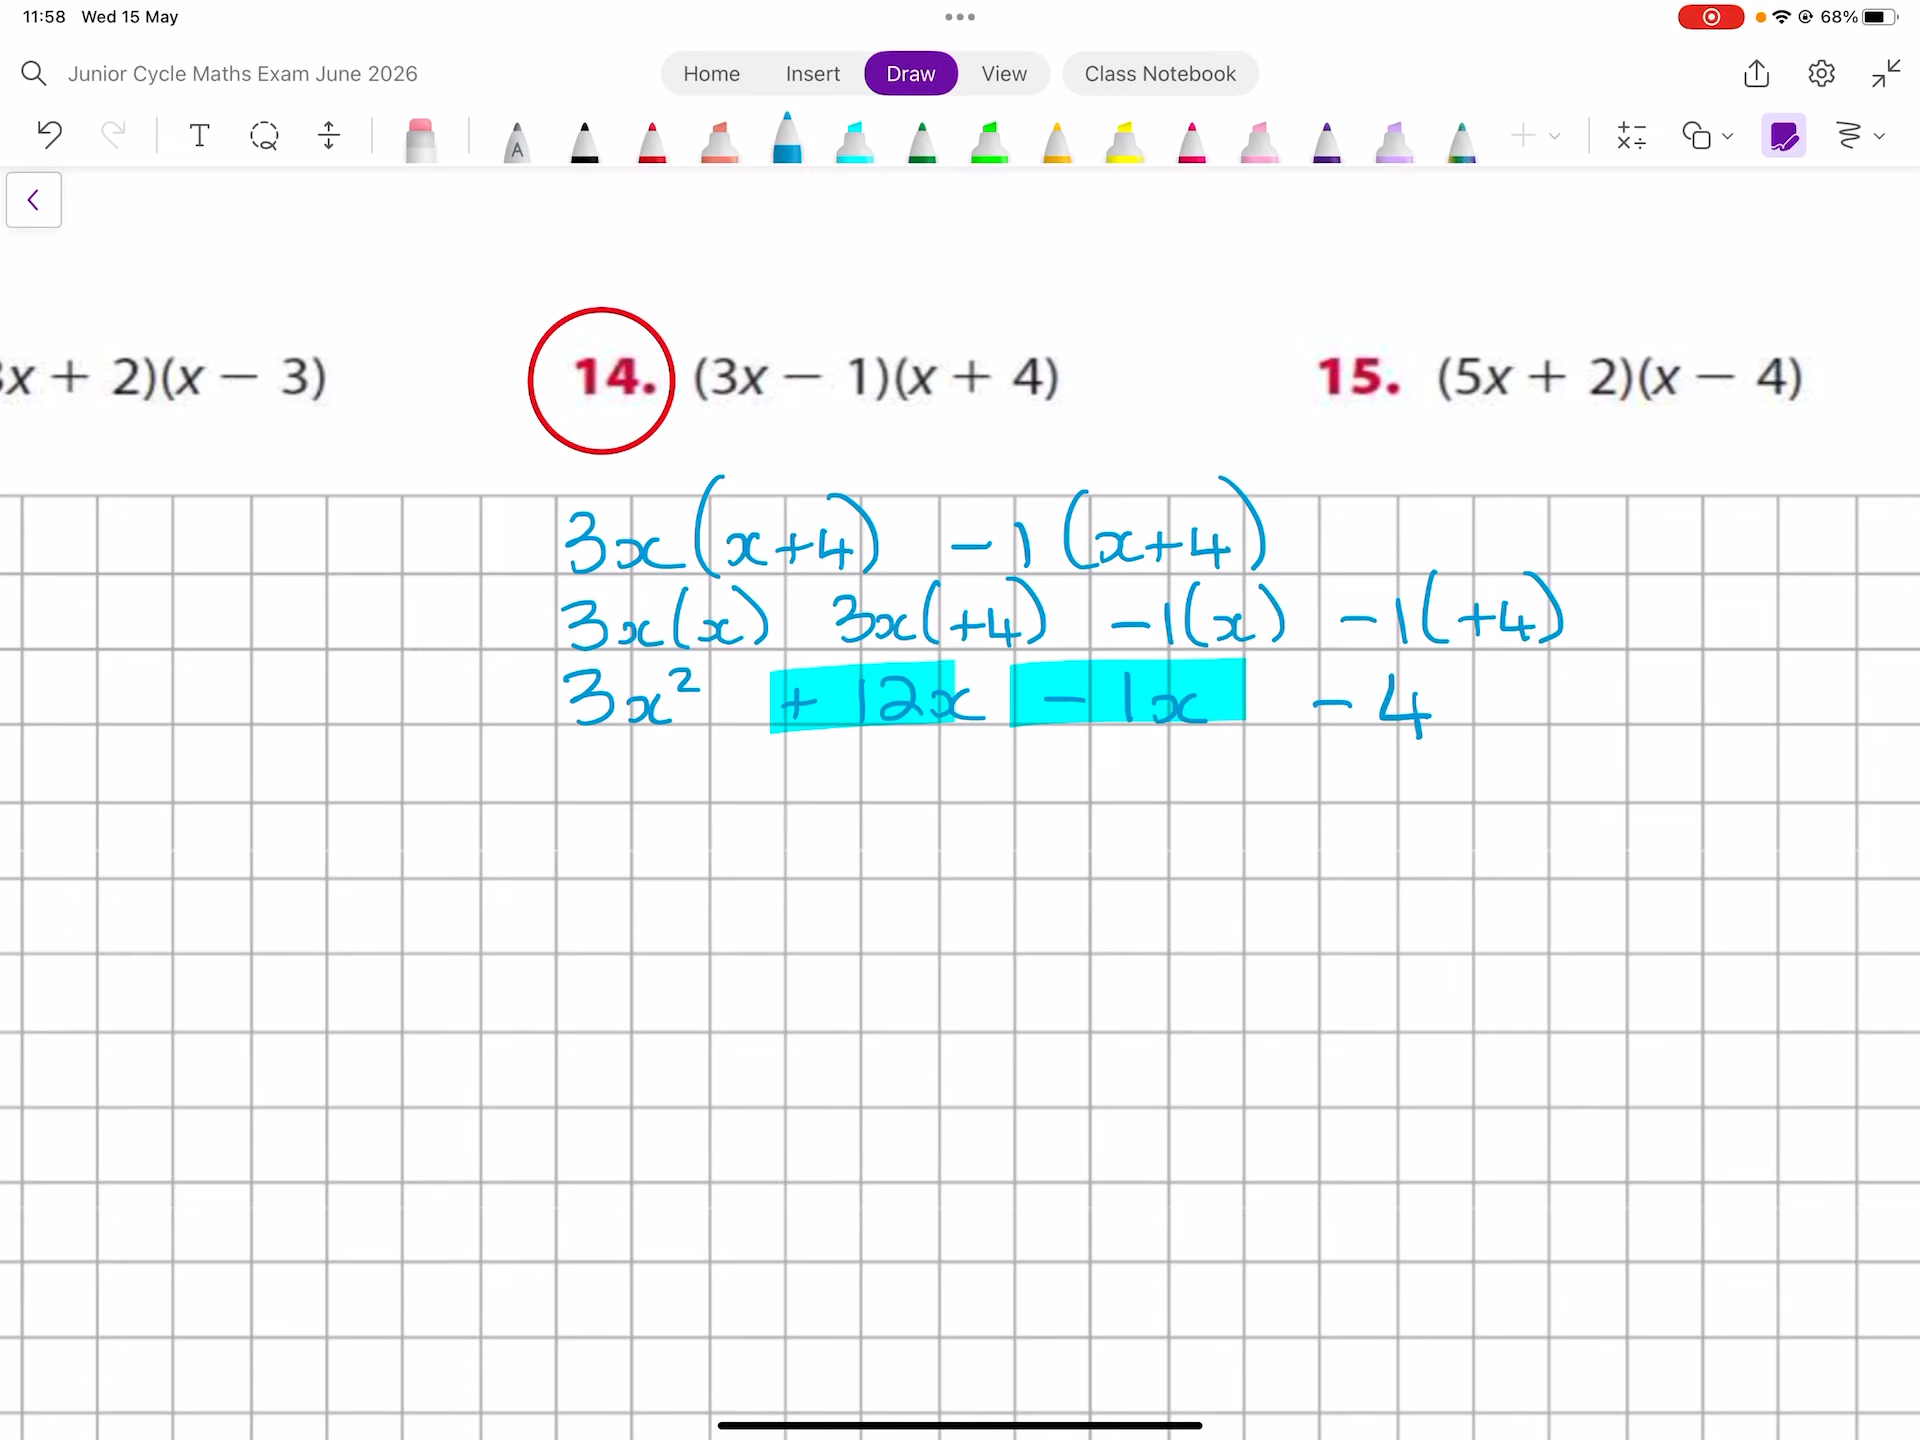 11:58 Wed 15 May 68%
Junior Cycle Maths Exam June 2026 Home Insert Draw View Class Notebook
T A
x + 2)(x − 3) 14. (3x − 1)(x + 4) 15. (5x + 2)(x − 4)
3x(x+4) −1(x+4)
3x(x) 3x(+4) −1(x) −1(+4)
3x² + 12x − 1x − 4